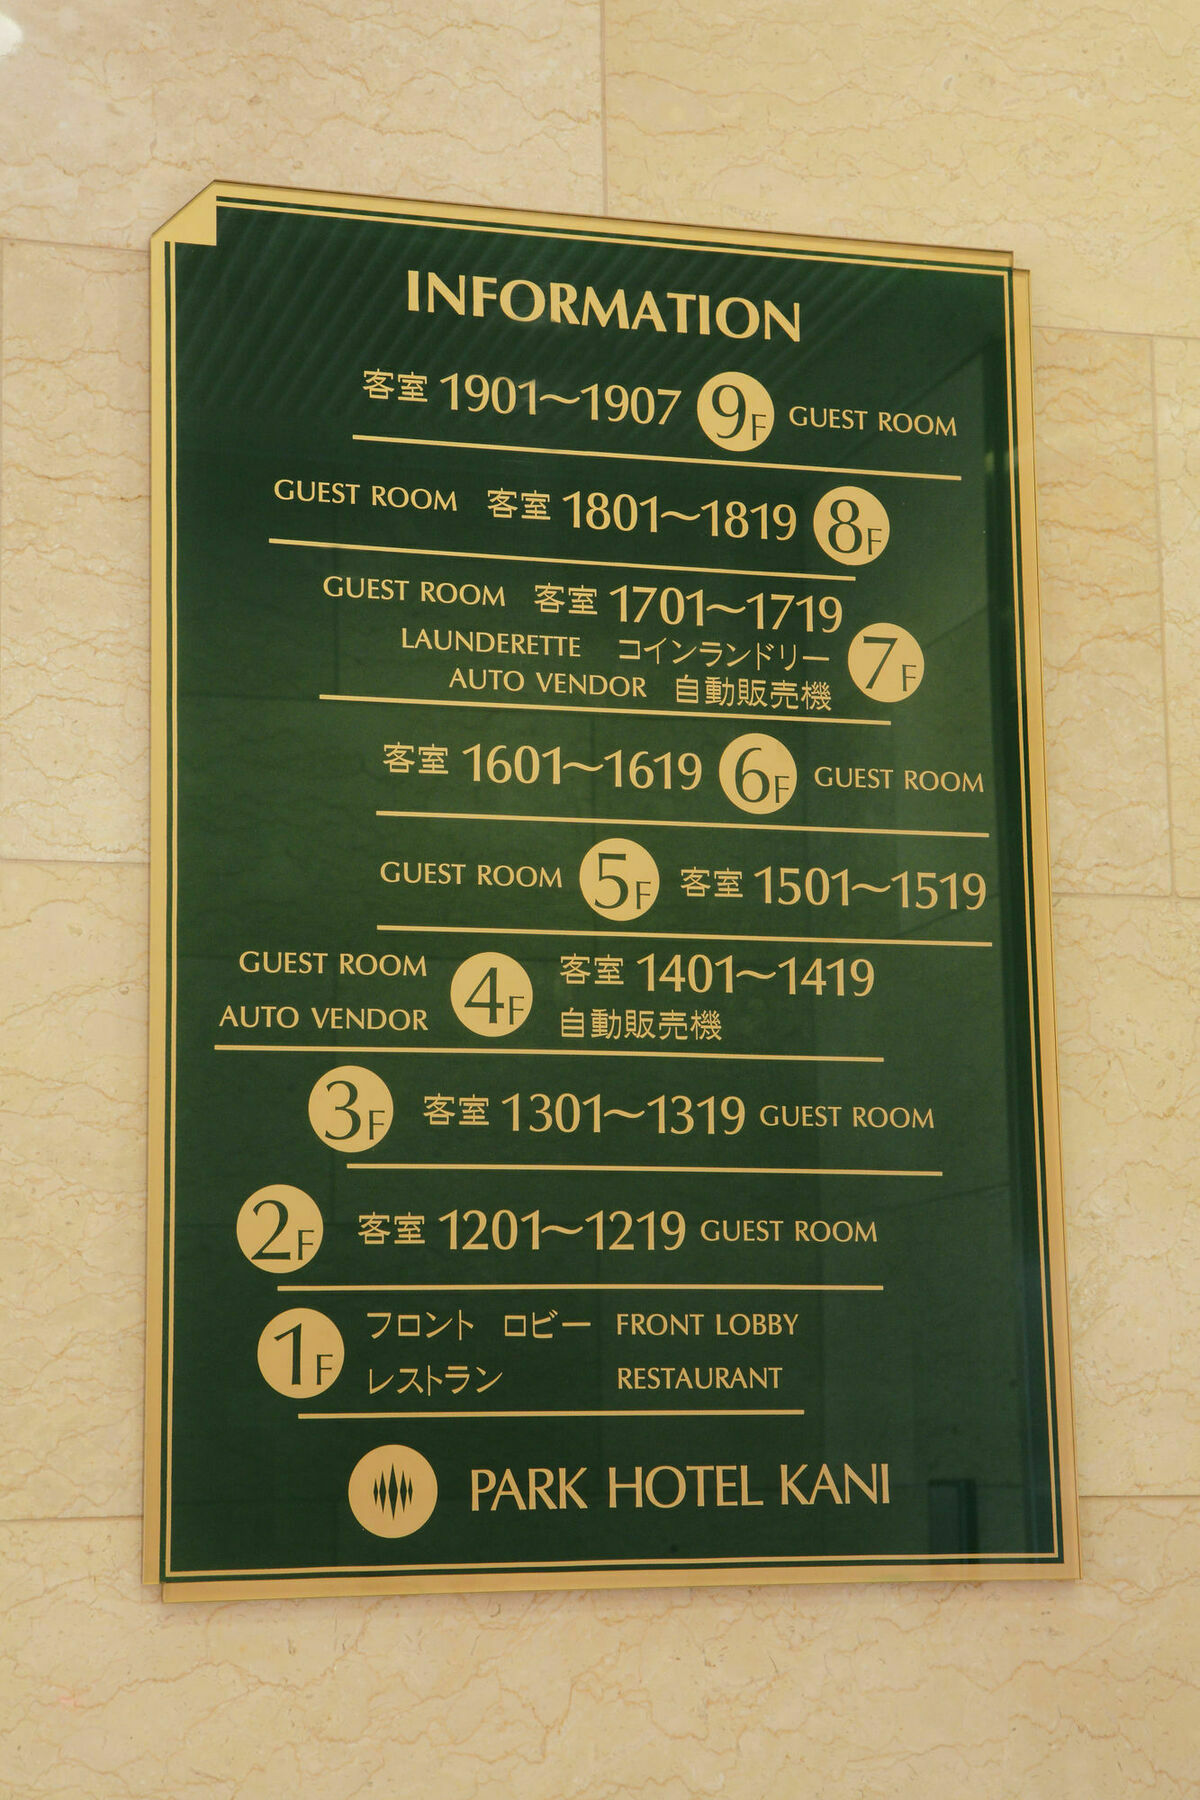 INFORMATION
客室 1901～1907 9F GUEST ROOM
GUEST ROOM 客室 1801～1819 8F
GUEST ROOM 客室 1701～1719
LAUNDERETTE コインランドリー 7F
AUTO VENDOR 自動販売機
客室 1601～1619 6F GUEST ROOM
GUEST ROOM 5F 客室 1501～1519
GUEST ROOM 4F 客室 1401～1419
AUTO VENDOR 自動販売機
3F 客室 1301～1319 GUEST ROOM
2F 客室 1201～1219 GUEST ROOM
1F フロント ロビー FRONT LOBBY
レストラン RESTAURANT
PARK HOTEL KANI